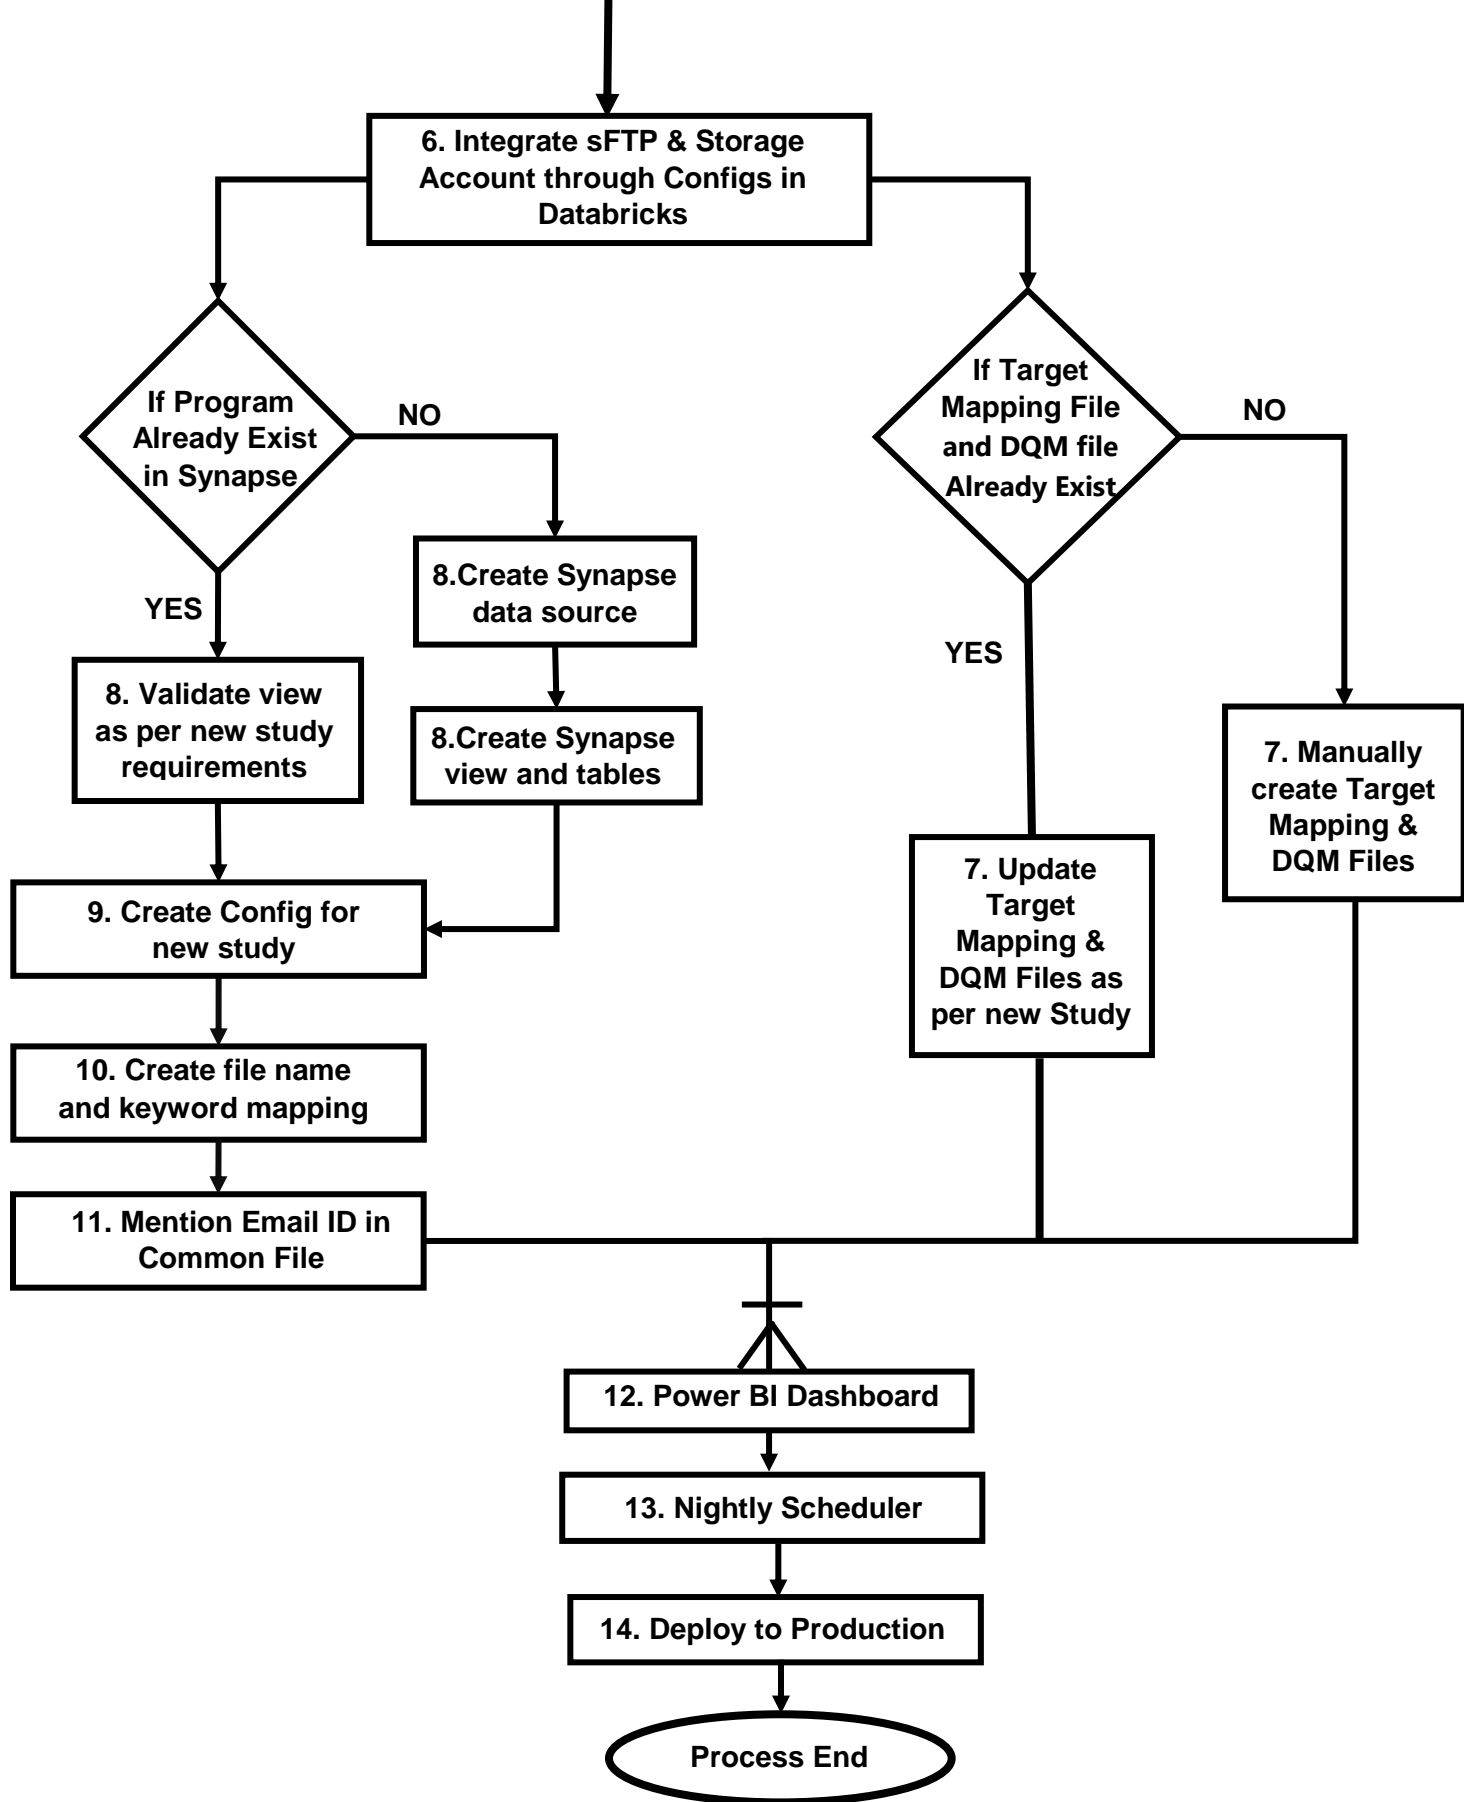 6. Integrate sFTP & Storage
Account through Configs in
Databricks
If Program
Already Exist
in Synapse
NO
If Target
Mapping File
and DQM file
Already Exist
NO
8.Create Synapse
data source
YES
YES
8. Validate view
as per new study
requirements
8.Create Synapse
view and tables
7. Manually
create Target
Mapping &
DQM Files
7. Update
Target
Mapping &
DQM Files as
per new Study
9. Create Config for
new study
10. Create file name
and keyword mapping
11. Mention Email ID in
Common File
12. Power BI Dashboard
13. Nightly Scheduler
14. Deploy to Production
Process End